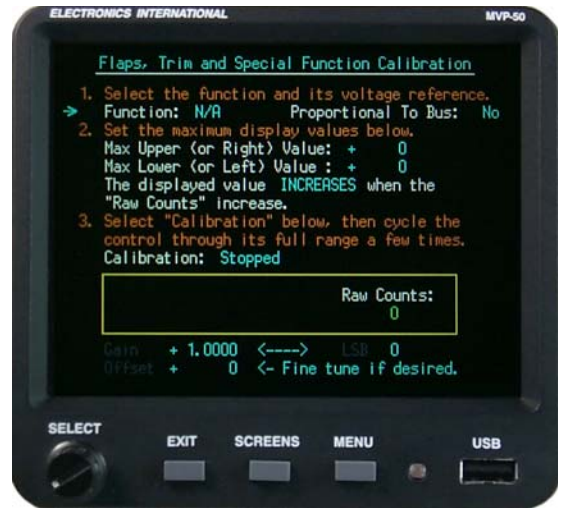 ELECTRONICS INTERNATIONAL MVP-50
Flaps, Trim and Special Function Calibration
1. Select the function and its voltage reference.
Function: N/A Proportional To Bus: No
2. Set the maximum display values below.
Max Upper (or Right) Value: + 0
Max Lower (or Left) Value : + 0
The displayed value INCREASES when the
"Raw Counts" increase.
3. Select "Calibration" below, then cycle the
control through its full range a few times.
Calibration: Stopped
Raw Counts:
0
Gain + 1.0000 <----> LSB 0
Offset + 0 <- Fine tune if desired.
SELECT EXIT SCREENS MENU USB